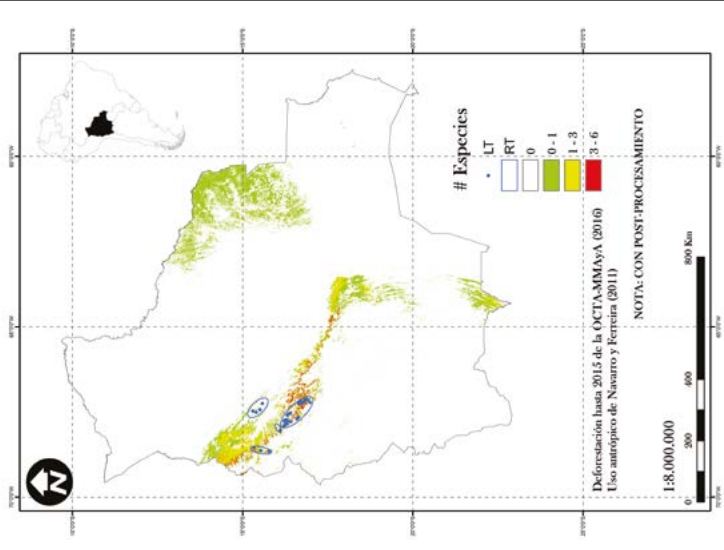 N
# Especies
LT
RT
0
0 - 1
1 - 3
3 - 6
Deforestación hasta 2015 de la OCTA-MMAyA (2016)
Uso antrópico de Navarro y Ferreira (2011)
NOTA: CON POST-PROCESAMIENTO
1:8.000.000
0 200 400 800 Km